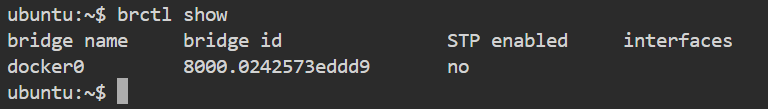 ubuntu:~$ brctl show
bridge name     bridge id               STP enabled     interfaces
docker0         8000.0242573eddd9       no
ubuntu:~$